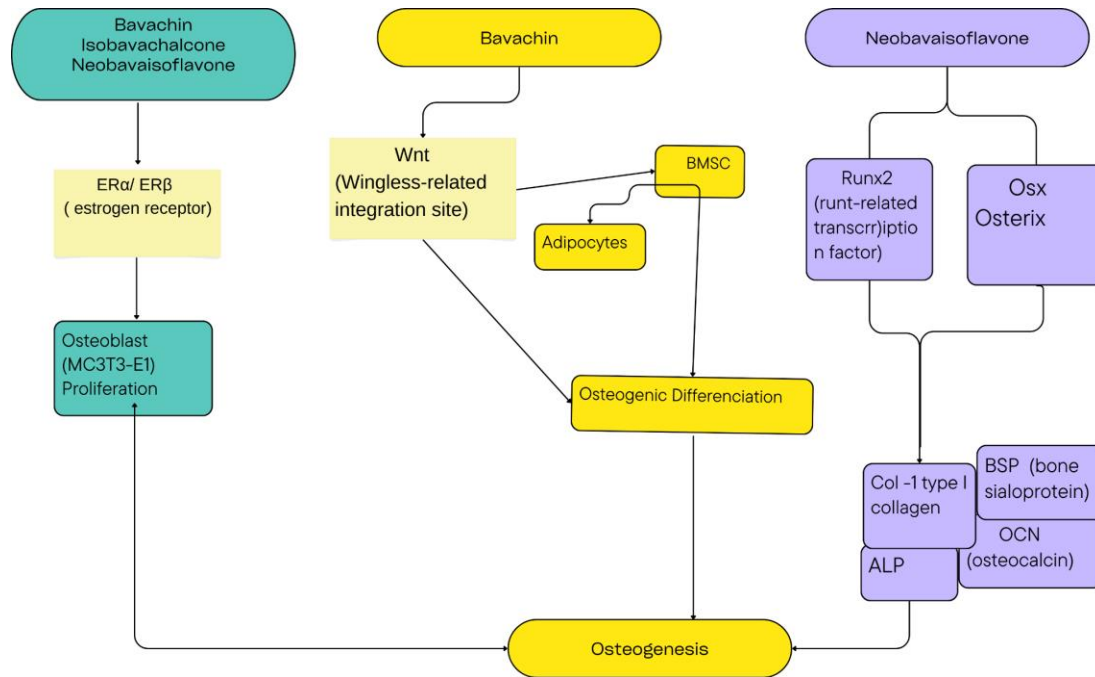 Bavachin
Isobavachalcone
Neobavaisoflavone
ERα/ ERβ
( estrogen receptor)
Osteoblast
(MC3T3-E1)
Proliferation
Bavachin
Wnt
(Wingless-related
integration site)
BMSC
Adipocytes
Osteogenic Differenciation
Neobavaisoflavone
Runx2
(runt-related
transcrr)iptio
n factor)
Osx
Osterix
Col -1 type I
collagen
BSP (bone
sialoprotein)
OCN
(osteocalcin)
ALP
Osteogenesis